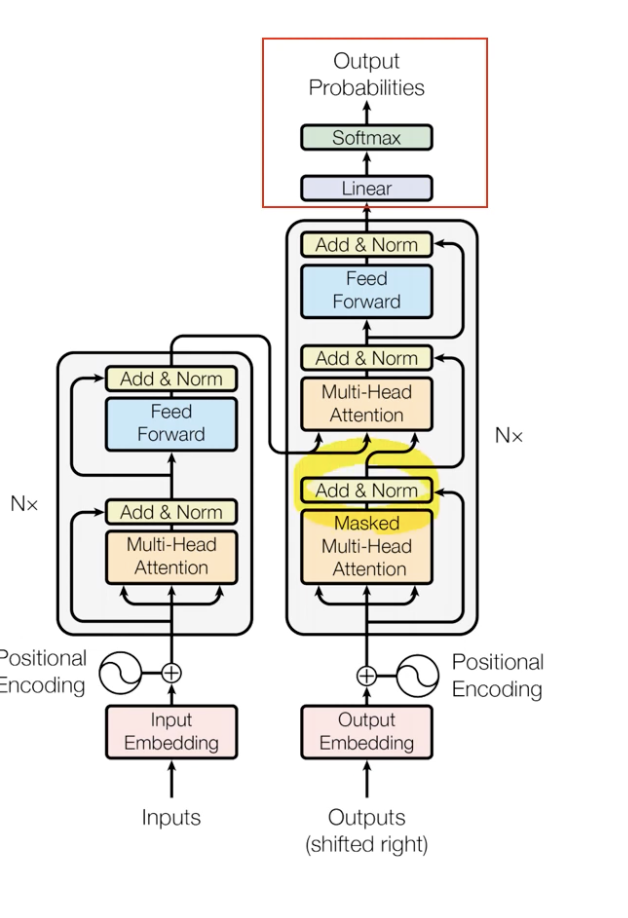 Output
Probabilities
Softmax
Linear
Add & Norm
Feed
Forward
Add & Norm
Multi-Head
Attention
Add & Norm
Masked
Multi-Head
Attention
Nx
Add & Norm
Feed
Forward
Add & Norm
Multi-Head
Attention
Nx
Positional
Encoding
Positional
Encoding
Input
Embedding
Output
Embedding
Inputs
Outputs
(shifted right)